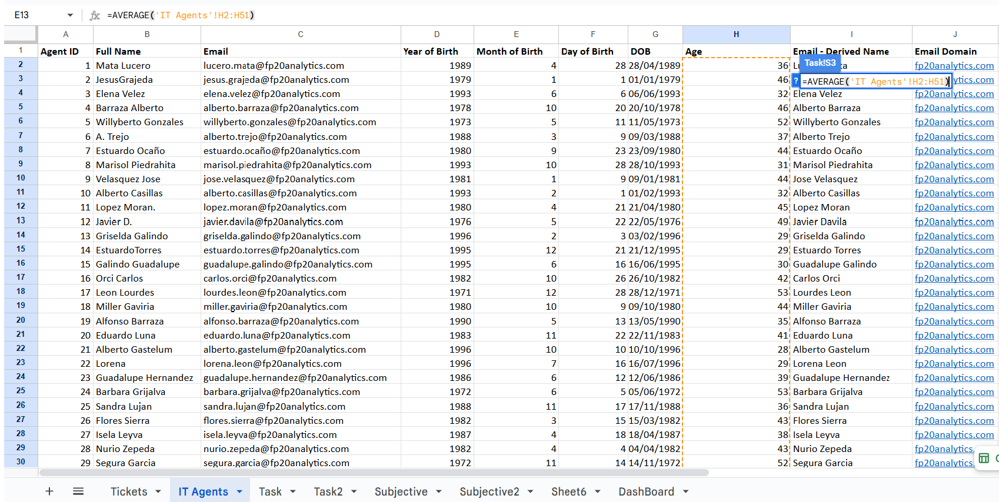 E13 fx =AVERAGE('IT Agents'!H2:H51)
A B C D E F G H I J
1 Agent ID Full Name Email Year of Birth Month of Birth Day of Birth DOB Age Email - Derived Name Email Domain
2 1 Mata Lucero lucero.mata@fp20analytics.com 1989 4 28 28/04/1989 36 fp20analytics.com
Task!S3
3 2 JesusGrajeda jesus.grajeda@fp20analytics.com 1979 1 1 01/01/1979 46 ? =AVERAGE('IT Agents'!H2:H51)
4 3 Elena Velez elena.velez@fp20analytics.com 1993 6 6 06/06/1993 32 Elena Velez fp20analytics.com
5 4 Barraza Alberto alberto.barraza@fp20analytics.com 1978 10 20 20/10/1978 46 Alberto Barraza fp20analytics.com
6 5 Willyberto Gonzales willyberto.gonzales@fp20analytics.com 1973 5 11 11/05/1973 52 Willyberto Gonzales fp20analytics.com
7 6 A. Trejo alberto.trejo@fp20analytics.com 1988 3 9 09/03/1988 37 Alberto Trejo fp20analytics.com
8 7 Estuardo Ocaño estuardo.ocaño@fp20analytics.com 1980 9 23 23/09/1980 44 Estuardo Ocaño fp20analytics.com
9 8 Marisol Piedrahita marisol.piedrahita@fp20analytics.com 1993 10 28 28/10/1993 31 Marisol Piedrahita fp20analytics.com
10 9 Velasquez Jose jose.velasquez@fp20analytics.com 1981 1 9 09/01/1981 44 Jose Velasquez fp20analytics.com
11 10 Alberto Casillas alberto.casillas@fp20analytics.com 1993 2 1 01/02/1993 32 Alberto Casillas fp20analytics.com
12 11 Lopez Moran. lopez.moran@fp20analytics.com 1980 4 21 21/04/1980 45 Lopez Moran fp20analytics.com
13 12 Javier D. javier.davila@fp20analytics.com 1976 5 22 22/05/1976 49 Javier Davila fp20analytics.com
14 13 Griselda Galindo griselda.galindo@fp20analytics.com 1996 2 3 03/02/1996 29 Griselda Galindo fp20analytics.com
15 14 EstuardoTorres estuardo.torres@fp20analytics.com 1995 12 21 21/12/1995 29 Estuardo Torres fp20analytics.com
16 15 Galindo Guadalupe guadalupe.galindo@fp20analytics.com 1995 6 16 16/06/1995 30 Guadalupe Galindo fp20analytics.com
17 16 Orci Carlos carlos.orci@fp20analytics.com 1982 10 26 26/10/1982 42 Carlos Orci fp20analytics.com
18 17 Leon Lourdes lourdes.leon@fp20analytics.com 1971 12 28 28/12/1971 53 Lourdes Leon fp20analytics.com
19 18 Miller Gaviria miller.gaviria@fp20analytics.com 1980 10 9 09/10/1980 44 Miller Gaviria fp20analytics.com
20 19 Alfonso Barraza alfonso.barraza@fp20analytics.com 1990 5 13 13/05/1990 35 Alfonso Barraza fp20analytics.com
21 20 Eduardo Luna eduardo.luna@fp20analytics.com 1983 11 22 22/11/1983 41 Eduardo Luna fp20analytics.com
22 21 Alberto Gastelum alberto.gastelum@fp20analytics.com 1996 10 10 10/10/1996 28 Alberto Gastelum fp20analytics.com
23 22 Lorena lorena.leon@fp20analytics.com 1996 7 16 16/07/1996 29 Lorena Leon fp20analytics.com
24 23 Guadalupe Hernandez guadalupe.hernandez@fp20analytics.com 1986 6 12 12/06/1986 39 Guadalupe Hernandez fp20analytics.com
25 24 Barbara Grijalva barbara.grijalva@fp20analytics.com 1972 6 5 05/06/1972 53 Barbara Grijalva fp20analytics.com
26 25 Sandra Lujan sandra.lujan@fp20analytics.com 1988 11 17 17/11/1988 36 Sandra Lujan fp20analytics.com
27 26 Flores Sierra flores.sierra@fp20analytics.com 1982 3 15 15/03/1982 43 Flores Sierra fp20analytics.com
28 27 Isela Leyva isela.leyva@fp20analytics.com 1987 4 18 18/04/1987 38 Isela Leyva fp20analytics.com
29 28 Nurio Zepeda nurio.zepeda@fp20analytics.com 1982 4 4 04/04/1982 43 Nurio Zepeda
30 29 Segura Garcia segura.garcia@fp20analytics.com 1972 11 14 14/11/1972 52 Segura Garcia
Tickets IT Agents Task Task2 Subjective Subjective2 Sheet6 DashBoard